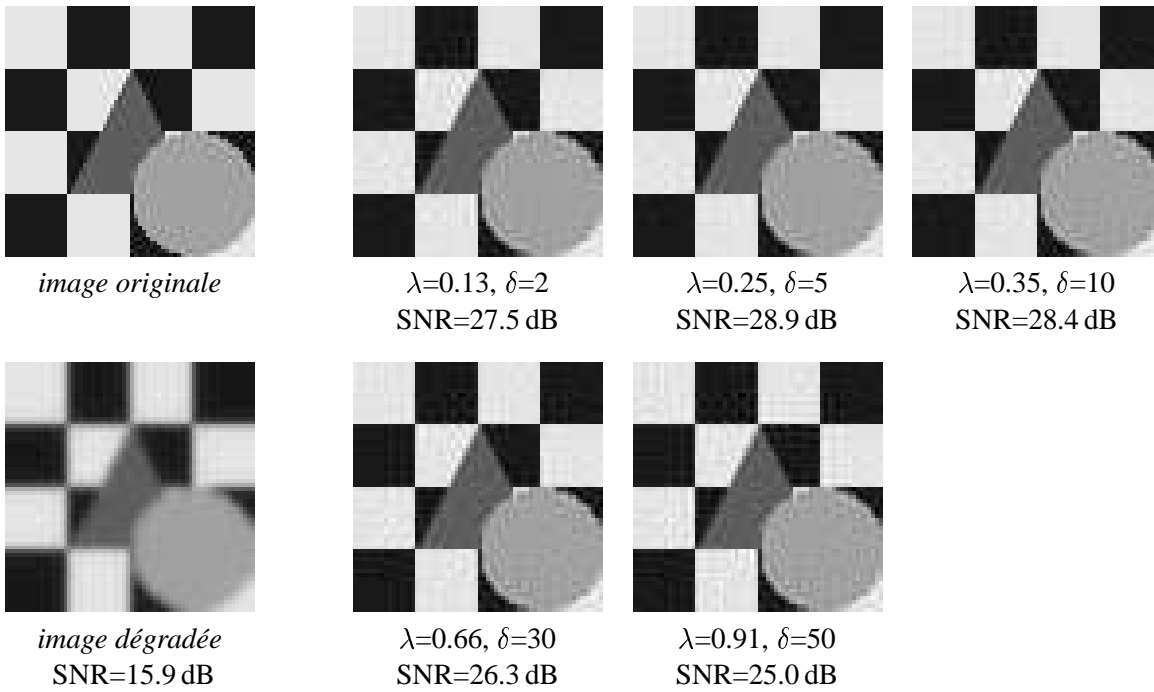 image originale
λ=0.13, δ=2
SNR=27.5 dB
λ=0.25, δ=5
SNR=28.9 dB
λ=0.35, δ=10
SNR=28.4 dB
image dégradée
SNR=15.9 dB
λ=0.66, δ=30
SNR=26.3 dB
λ=0.91, δ=50
SNR=25.0 dB